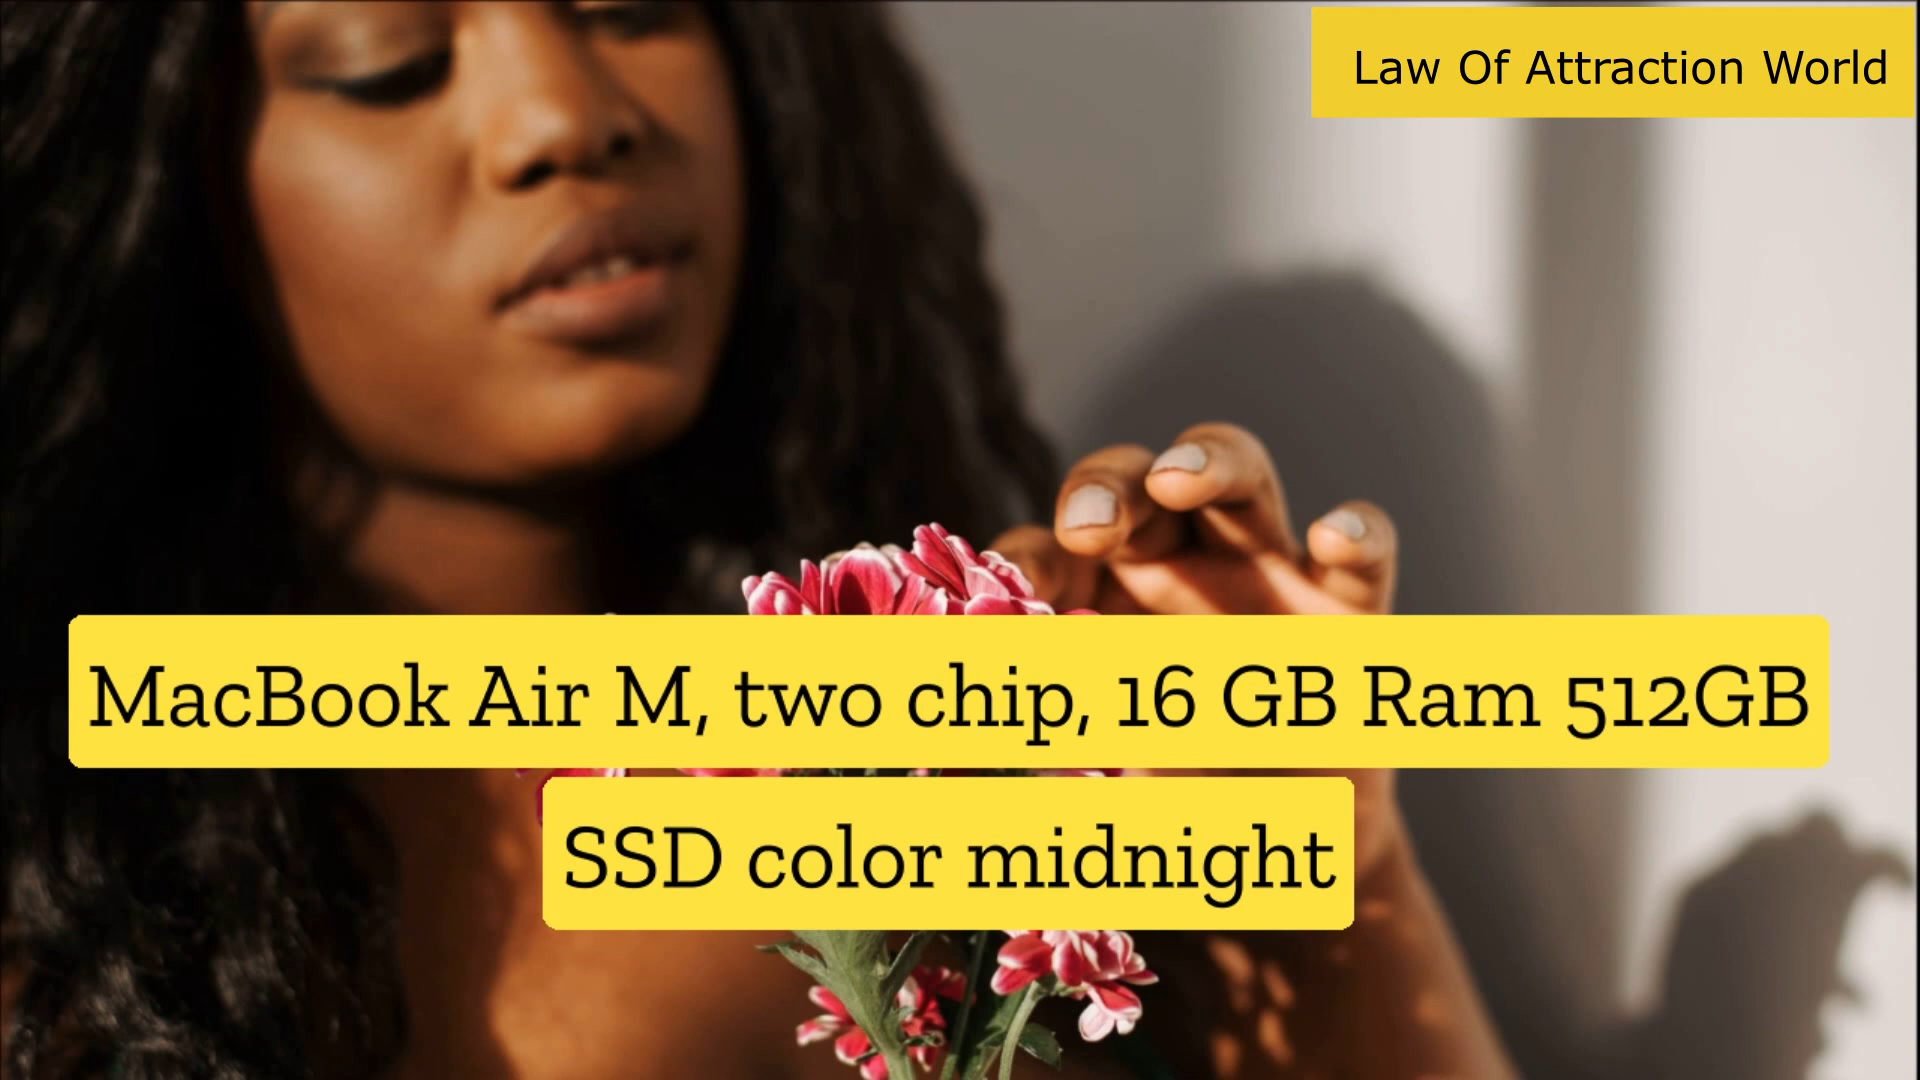 Law Of Attraction World
MacBook Air M, two chip, 16 GB Ram 512GB
SSD color midnight